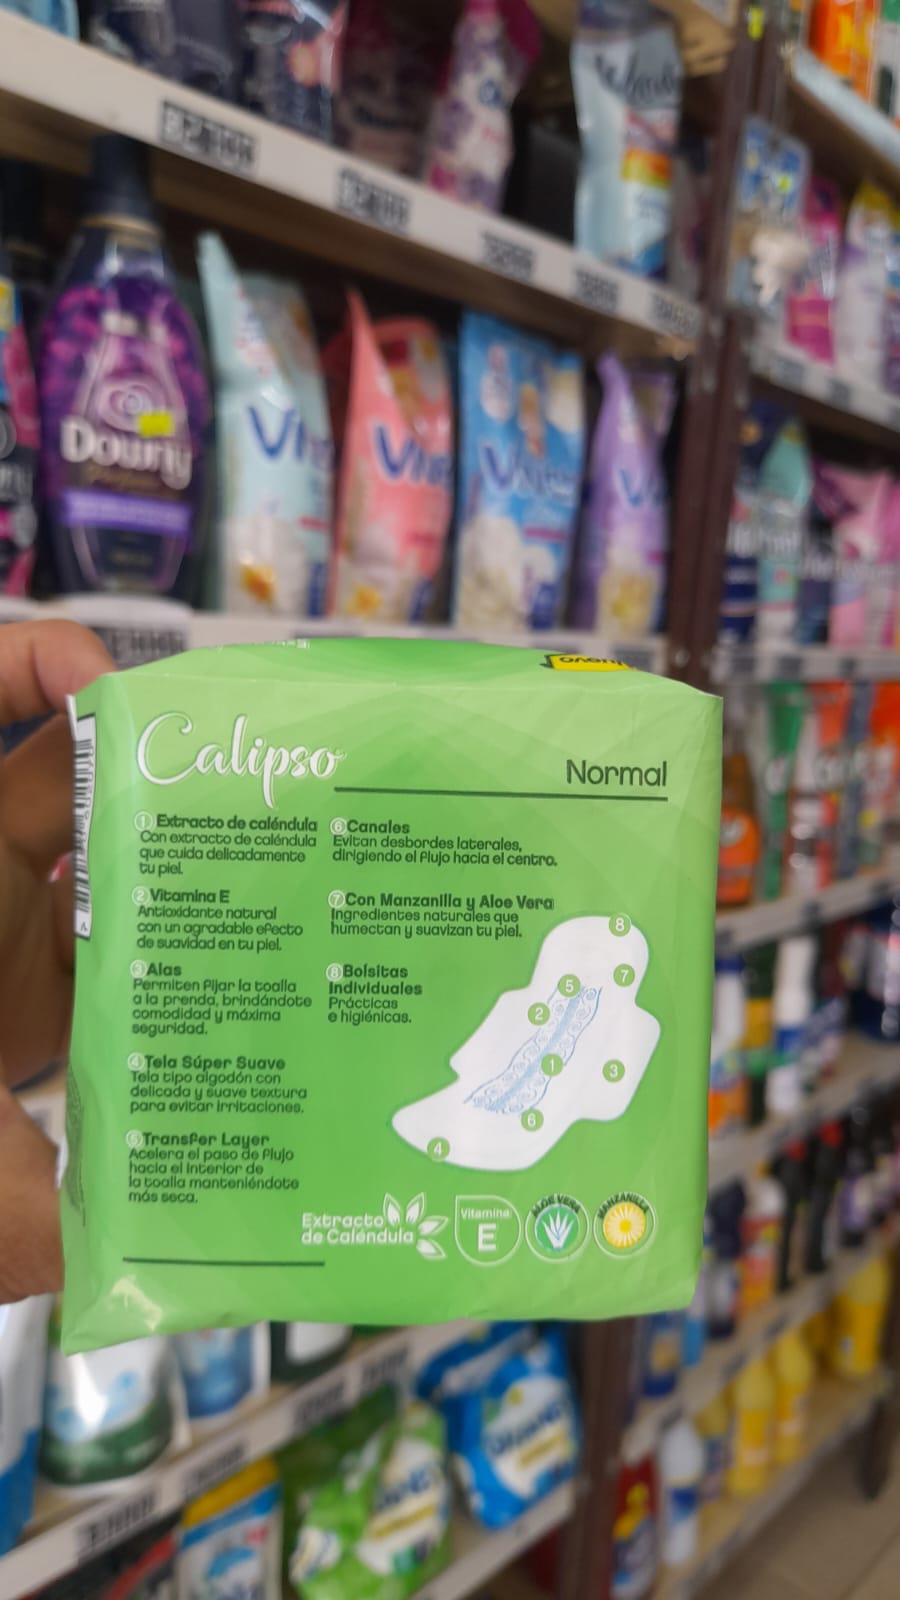 Downy
Calipso
Normal
① Extracto de caléndula
Con extracto de caléndula
que cuida delicadamente
tu piel.
② Vitamina E
Antioxidante natural
con un agradable efecto
de suavidad en tu piel.
③ Alas
Permiten fijar la toalla
a la prenda, brindándote
comodidad y máxima
seguridad.
④ Tela Súper Suave
Tela tipo algodón con
delicada y suave textura
para evitar irritaciones.
⑤ Transfer Layer
Acelera el paso de flujo
hacia el interior de
la toalla manteniéndote
más seca.
⑥ Canales
Evitan desbordes laterales,
dirigiendo el flujo hacia el centro.
⑦ Con Manzanilla y Aloe Vera
Ingredientes naturales que
humectan y suavizan tu piel.
⑧ Bolsitas
Individuales
Prácticas
e higiénicas.
8
7
5
2
1
3
6
4
Extracto
de Caléndula
Vitamina
E
ALOE VERA
MANZANILLA